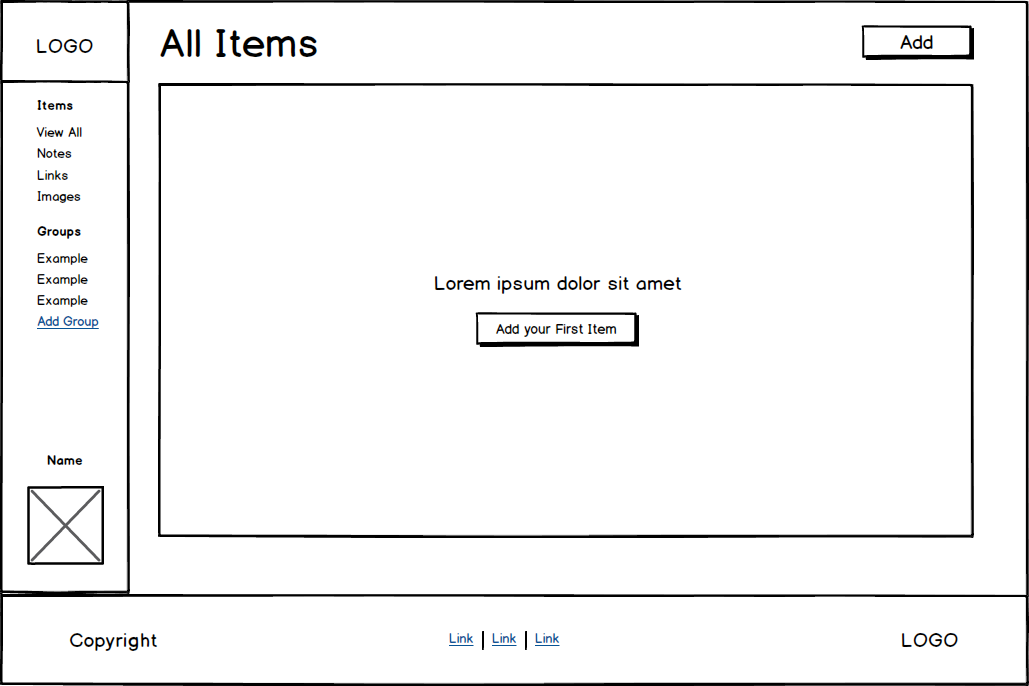 LOGO
Items
View All
Notes
Links
Images
Groups
Example
Example
Example
Add Group
Name
All Items
Add
Lorem ipsum dolor sit amet
Add your First Item
Copyright
Link | Link | Link
LOGO